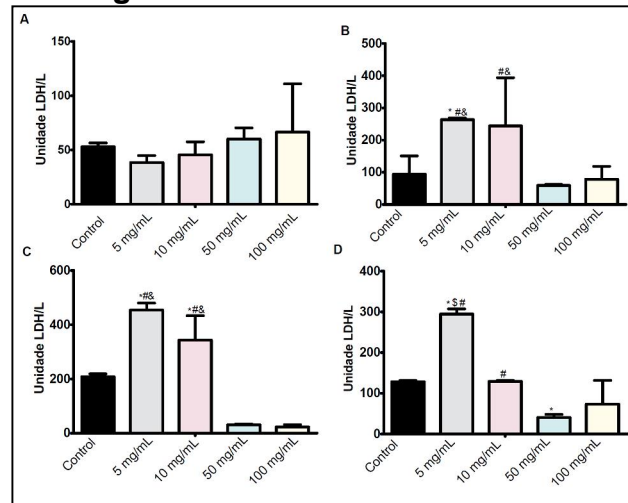 A
Unidade LDH/L
150
100
50
0
Control
5 mg/mL
10 mg/mL
50 mg/mL
100 mg/mL
B
Unidade LDH/L
500
400
300
200
100
0
* #&
#&
Control
5 mg/mL
10 mg/mL
50 mg/mL
100 mg/mL
C
Unidade LDH/L
600
400
200
0
*#&
*#&
Control
5 mg/mL
10 mg/mL
50 mg/mL
100 mg/mL
D
Unidade LDH/L
400
300
200
100
0
*$#
#
*
Control
5 mg/mL
10 mg/mL
50 mg/mL
100 mg/mL